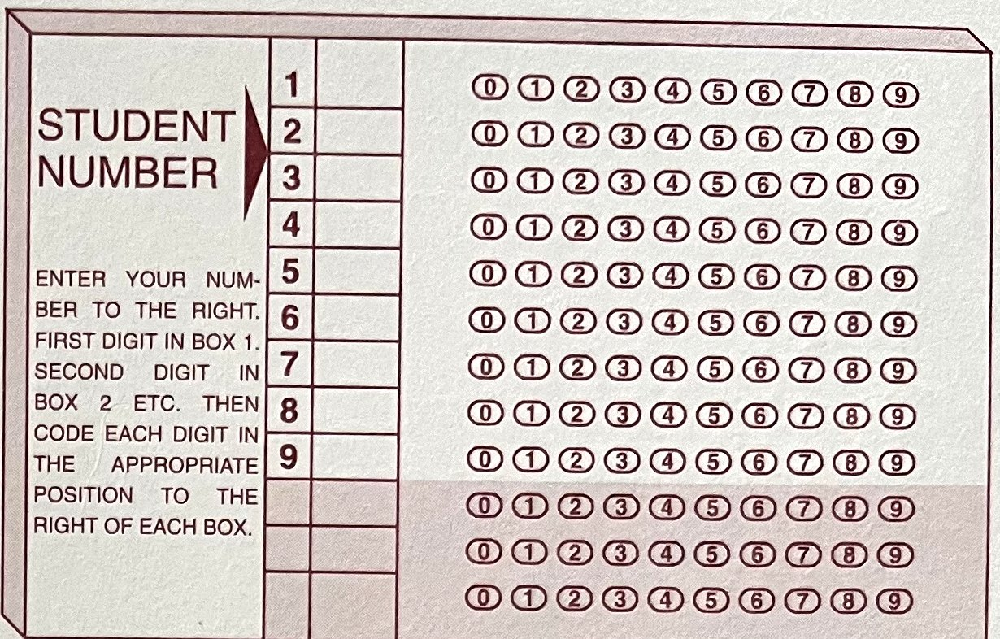 STUDENT
NUMBER
ENTER YOUR NUM-
BER TO THE RIGHT.
FIRST DIGIT IN BOX 1.
SECOND DIGIT IN
BOX 2 ETC. THEN
CODE EACH DIGIT IN
THE APPROPRIATE
POSITION TO THE
RIGHT OF EACH BOX.
1 0 1 2 3 4 5 6 7 8 9
2 0 1 2 3 4 5 6 7 8 9
3 0 1 2 3 4 5 6 7 8 9
4 0 1 2 3 4 5 6 7 8 9
5 0 1 2 3 4 5 6 7 8 9
6 0 1 2 3 4 5 6 7 8 9
7 0 1 2 3 4 5 6 7 8 9
8 0 1 2 3 4 5 6 7 8 9
9 0 1 2 3 4 5 6 7 8 9
0 1 2 3 4 5 6 7 8 9
0 1 2 3 4 5 6 7 8 9
0 1 2 3 4 5 6 7 8 9